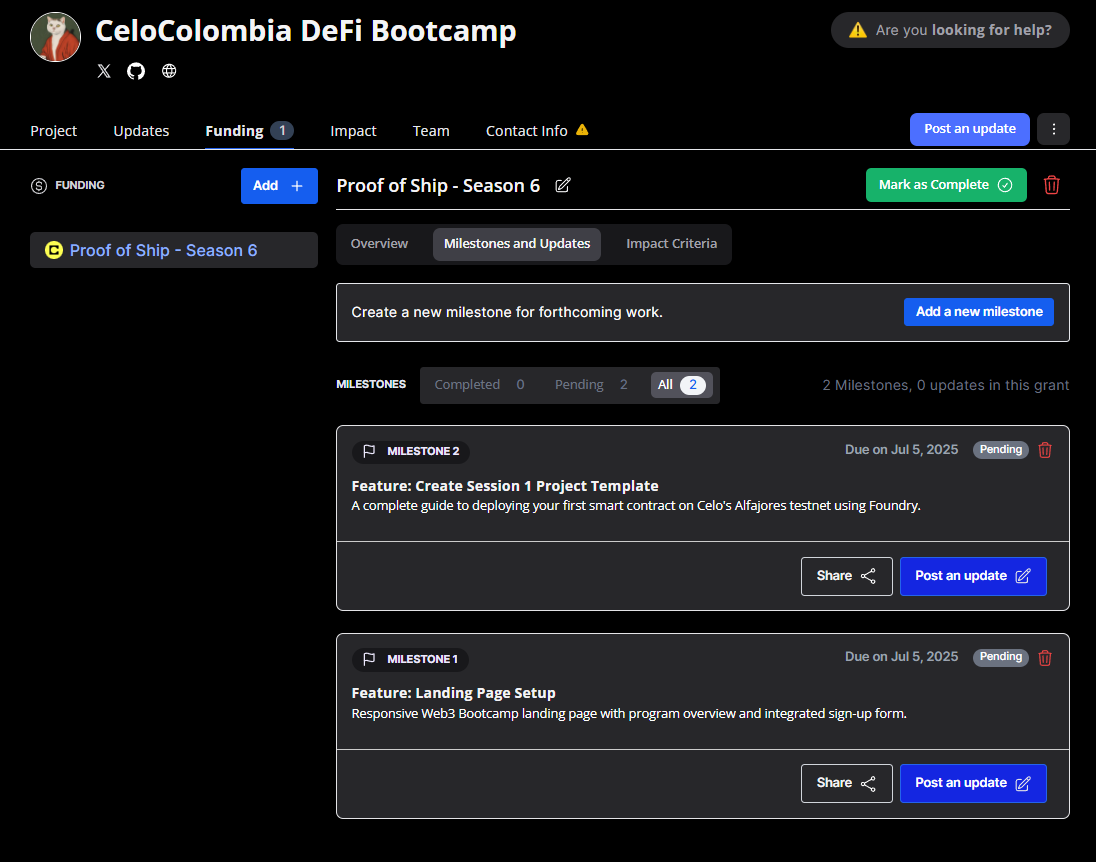 CeloColombia DeFi Bootcamp
Are you looking for help?
Project
Updates
Funding 1
Impact
Team
Contact Info
Post an update
FUNDING
Add +
Proof of Ship - Season 6
Mark as Complete
Proof of Ship - Season 6
Overview
Milestones and Updates
Impact Criteria
Create a new milestone for forthcoming work.
Add a new milestone
MILESTONES
Completed 0
Pending 2
All 2
2 Milestones, 0 updates in this grant
MILESTONE 2
Due on Jul 5, 2025
Pending
Feature: Create Session 1 Project Template
A complete guide to deploying your first smart contract on Celo's Alfajores testnet using Foundry.
Share
Post an update
MILESTONE 1
Due on Jul 5, 2025
Pending
Feature: Landing Page Setup
Responsive Web3 Bootcamp landing page with program overview and integrated sign-up form.
Share
Post an update